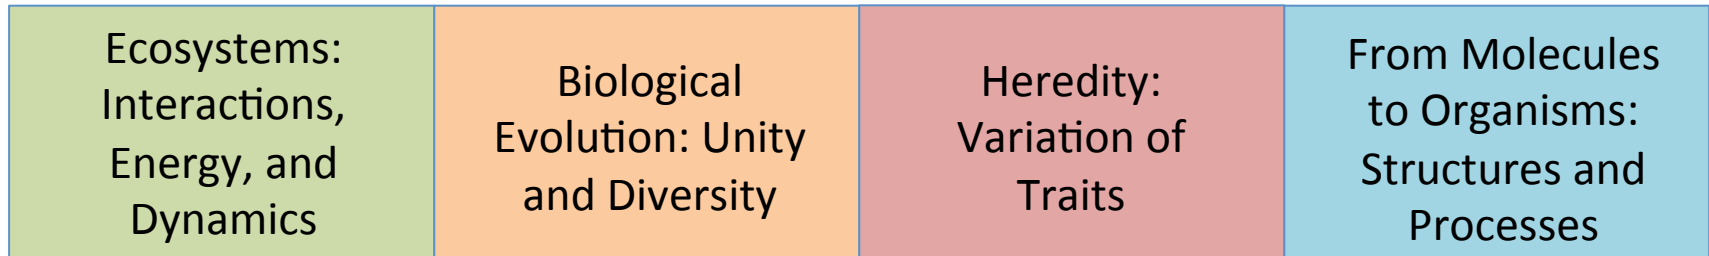 Ecosystems:
Interactions,
Energy, and
Dynamics
Biological
Evolution: Unity
and Diversity
Heredity:
Variation of
Traits
From Molecules
to Organisms:
Structures and
Processes